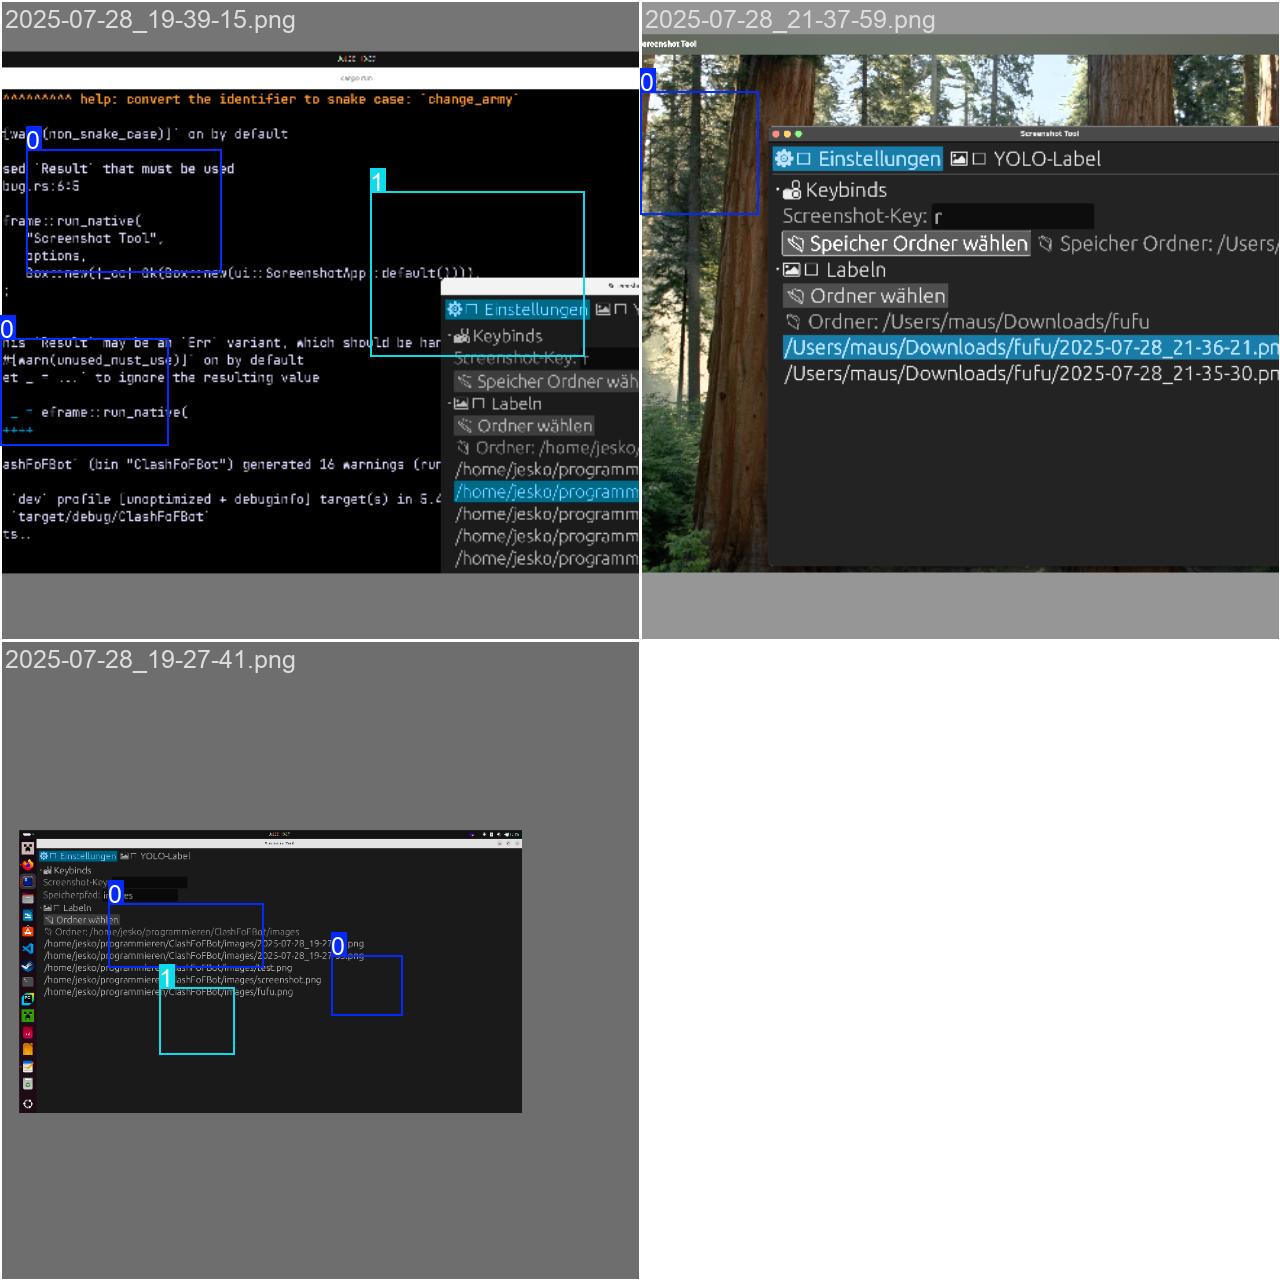 2025-07-28_19-39-15.png
cargo run
^^^^^^^^^ help: convert the identifier to snake case: `change_army`
(non_snake_case)]` on by default
sed `Result` that must be used
bug.rs:6:5
frame::run_native(
"Screenshot Tool",
options,
Box::new(|_cc| Ok(Box::new(ui::ScreenshotApp::default()))),
;
his `Result` may be an `Err` variant, which should be han
#[warn(unused_must_use)]` on by default
et _ = ...` to ignore the resulting value
_ = eframe::run_native(
++++
ashFoFBot` (bin "ClashFoFBot") generated 16 warnings (run
`dev` profile [unoptimized + debuginfo] target(s) in 5.4
`target/debug/ClashFoFBot`
ts..
0
0
1
Einstellungen
Keybinds
Screenshot-Key: r
Speicher Ordner wäh
Labeln
Ordner wählen
Ordner: /home/jesko/
/home/jesko/programm
/home/jesko/programm
/home/jesko/programm
/home/jesko/programm
/home/jesko/programm
2025-07-28_21-37-59.png
creenshot Tool
0
Screenshot Tool
Einstellungen YOLO-Label
Keybinds
Screenshot-Key: r
Speicher Ordner wählen Speicher Ordner: /Users/
Labeln
Ordner wählen
Ordner: /Users/maus/Downloads/fufu
/Users/maus/Downloads/fufu/2025-07-28_21-36-21.pn
/Users/maus/Downloads/fufu/2025-07-28_21-35-30.pn
2025-07-28_19-27-41.png
Screenshot Tool
Einstellungen YOLO-Label
Keybinds
Screenshot-Key
Speicherpfad:
Labeln
Ordner wählen
Ordner: /home/jesko/programmieren/ClashFoFBot/images
/home/jesko/programmieren/ClashFoFBot/images/2025-07-28_19-27 .png
/home/jesko/programmieren/ClashFoFBot/images/2025-07-28_19-27 .png
/home/jesko/programmieren/ClashFoFBot/images/test.png
/home/jesko/programmieren/ClashFoFBot/images/screenshot.png
/home/jesko/programmieren/ClashFoFBot/images/fufu.png
0
0
1